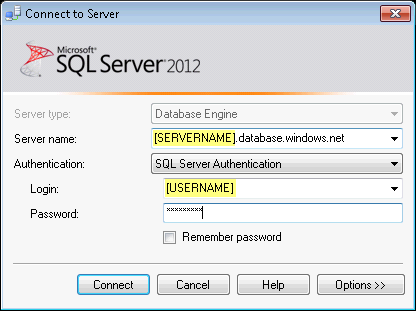 Connect to Server
Microsoft
SQL Server 2012
Server type: Database Engine
Server name: [SERVERNAME].database.windows.net
Authentication: SQL Server Authentication
Login: [USERNAME]
Password: *********
Remember password
Connect Cancel Help Options >>